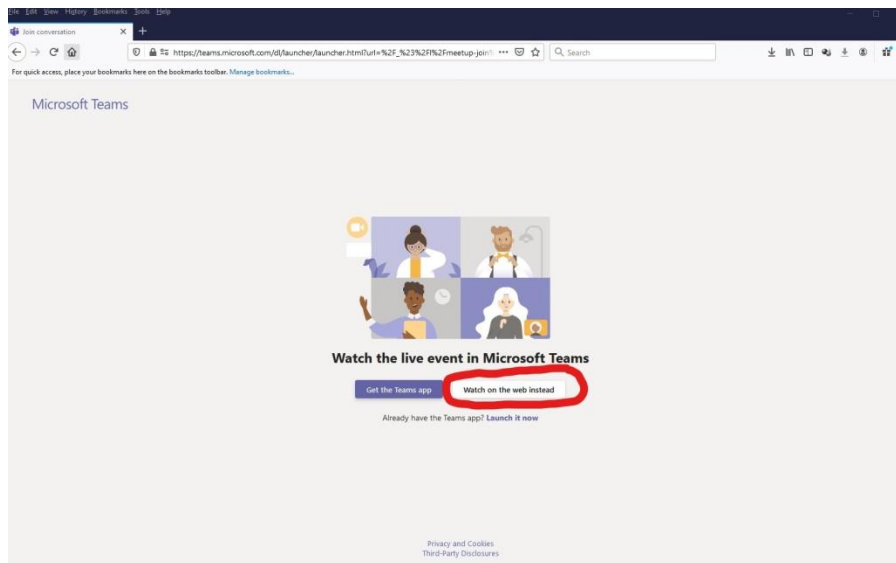 File Edit View History Bookmarks Tools Help
Join conversation
https://teams.microsoft.com/dl/launcher/launcher.html?url=%2F_%23%2Fl%2Fmeetup-join%
Search
For quick access, place your bookmarks here on the bookmarks toolbar. Manage bookmarks...
Microsoft Teams
Watch the live event in Microsoft Teams
Get the Teams app Watch on the web instead
Already have the Teams app? Launch it now
Privacy and Cookies
Third-Party Disclosures